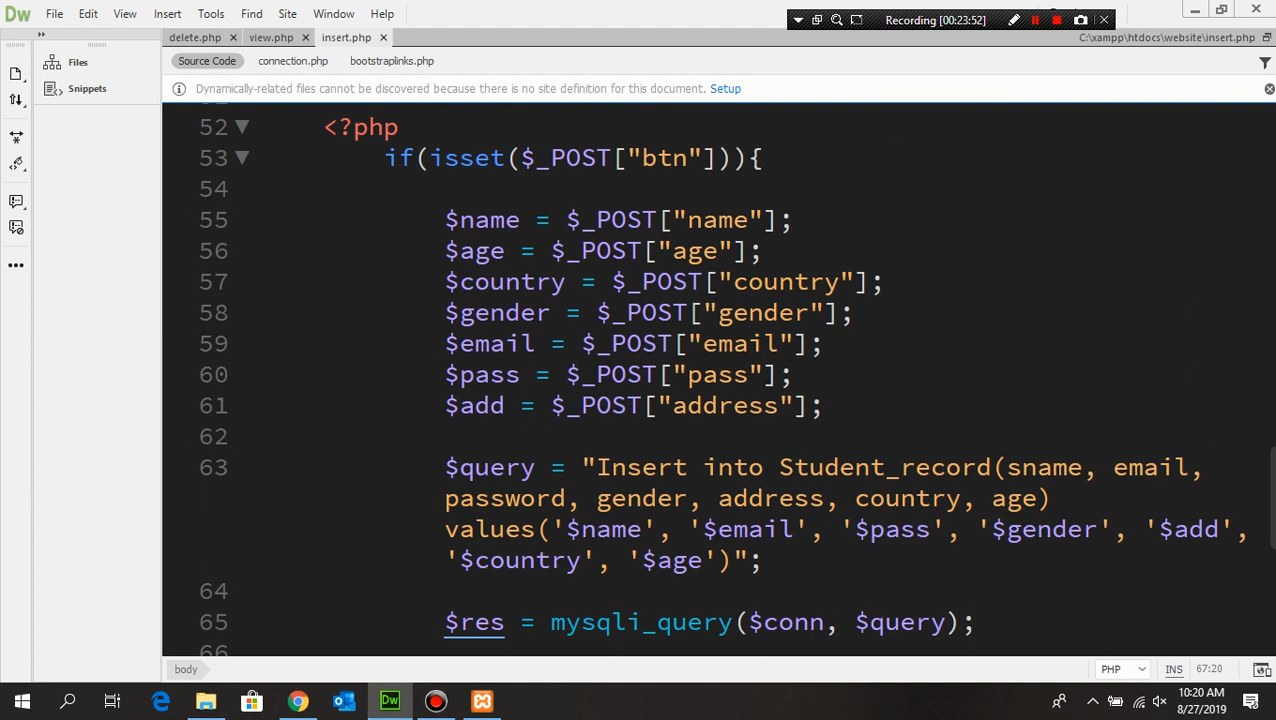 Dw File Edit View Insert Tools Find Site Window Help
Recording [00:23:52]
delete.php view.php insert.php C:\xampp\htdocs\website\insert.php
Source Code connection.php bootstraplinks.php
Files
Snippets
Dynamically-related files cannot be discovered because there is no site definition for this document. Setup
52 <?php
53 if(isset($_POST["btn"])){
54
55 $name = $_POST["name"];
56 $age = $_POST["age"];
57 $country = $_POST["country"];
58 $gender = $_POST["gender"];
59 $email = $_POST["email"];
60 $pass = $_POST["pass"];
61 $add = $_POST["address"];
62
63 $query = "Insert into Student_record(sname, email,
password, gender, address, country, age)
values('$name', '$email', '$pass', '$gender', '$add',
'$country', '$age')";
64
65 $res = mysqli_query($conn, $query);
66
body PHP INS 67:20
Dw
10:20 AM
8/27/2019